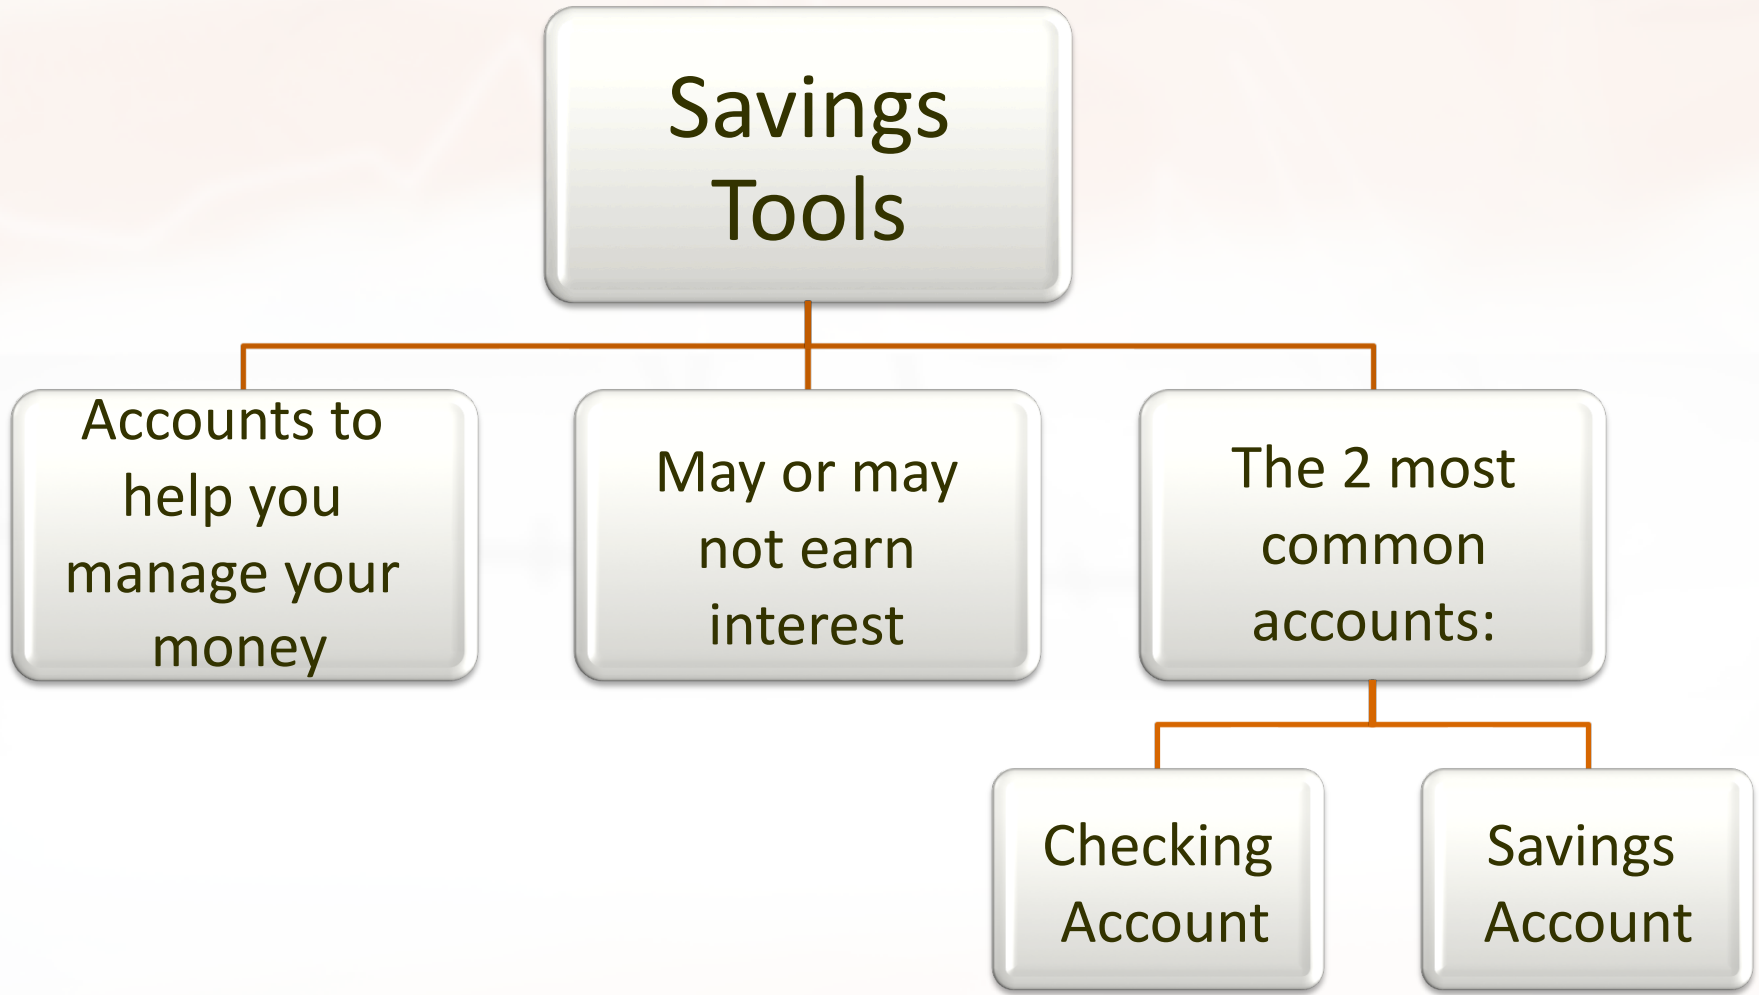 Savings
Tools
Accounts to
help you
manage your
money
May or may
not earn
interest
The 2 most
common
accounts:
Checking
Account
Savings
Account